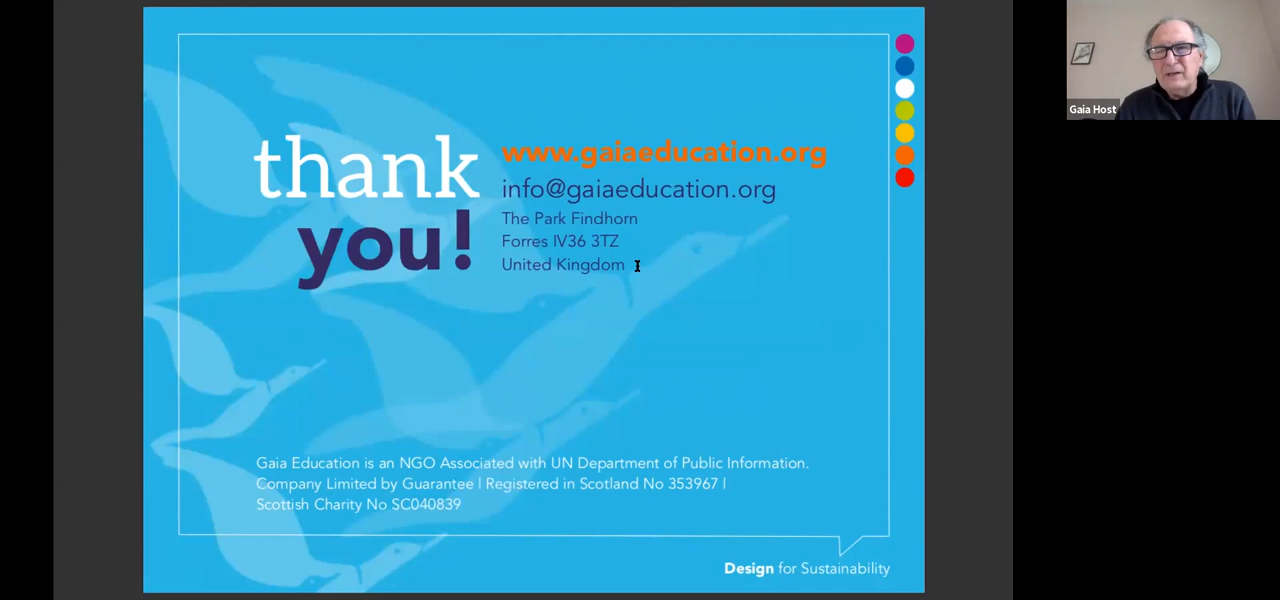 thank
you!
www.gaiaeducation.org
info@gaiaeducation.org
The Park Findhorn
Forres IV36 3TZ
United Kingdom
Gaia Education is an NGO Associated with UN Department of Public Information.
Company Limited by Guarantee | Registered in Scotland No 353967 |
Scottish Charity No SC040839
Design for Sustainability
Gaia Host